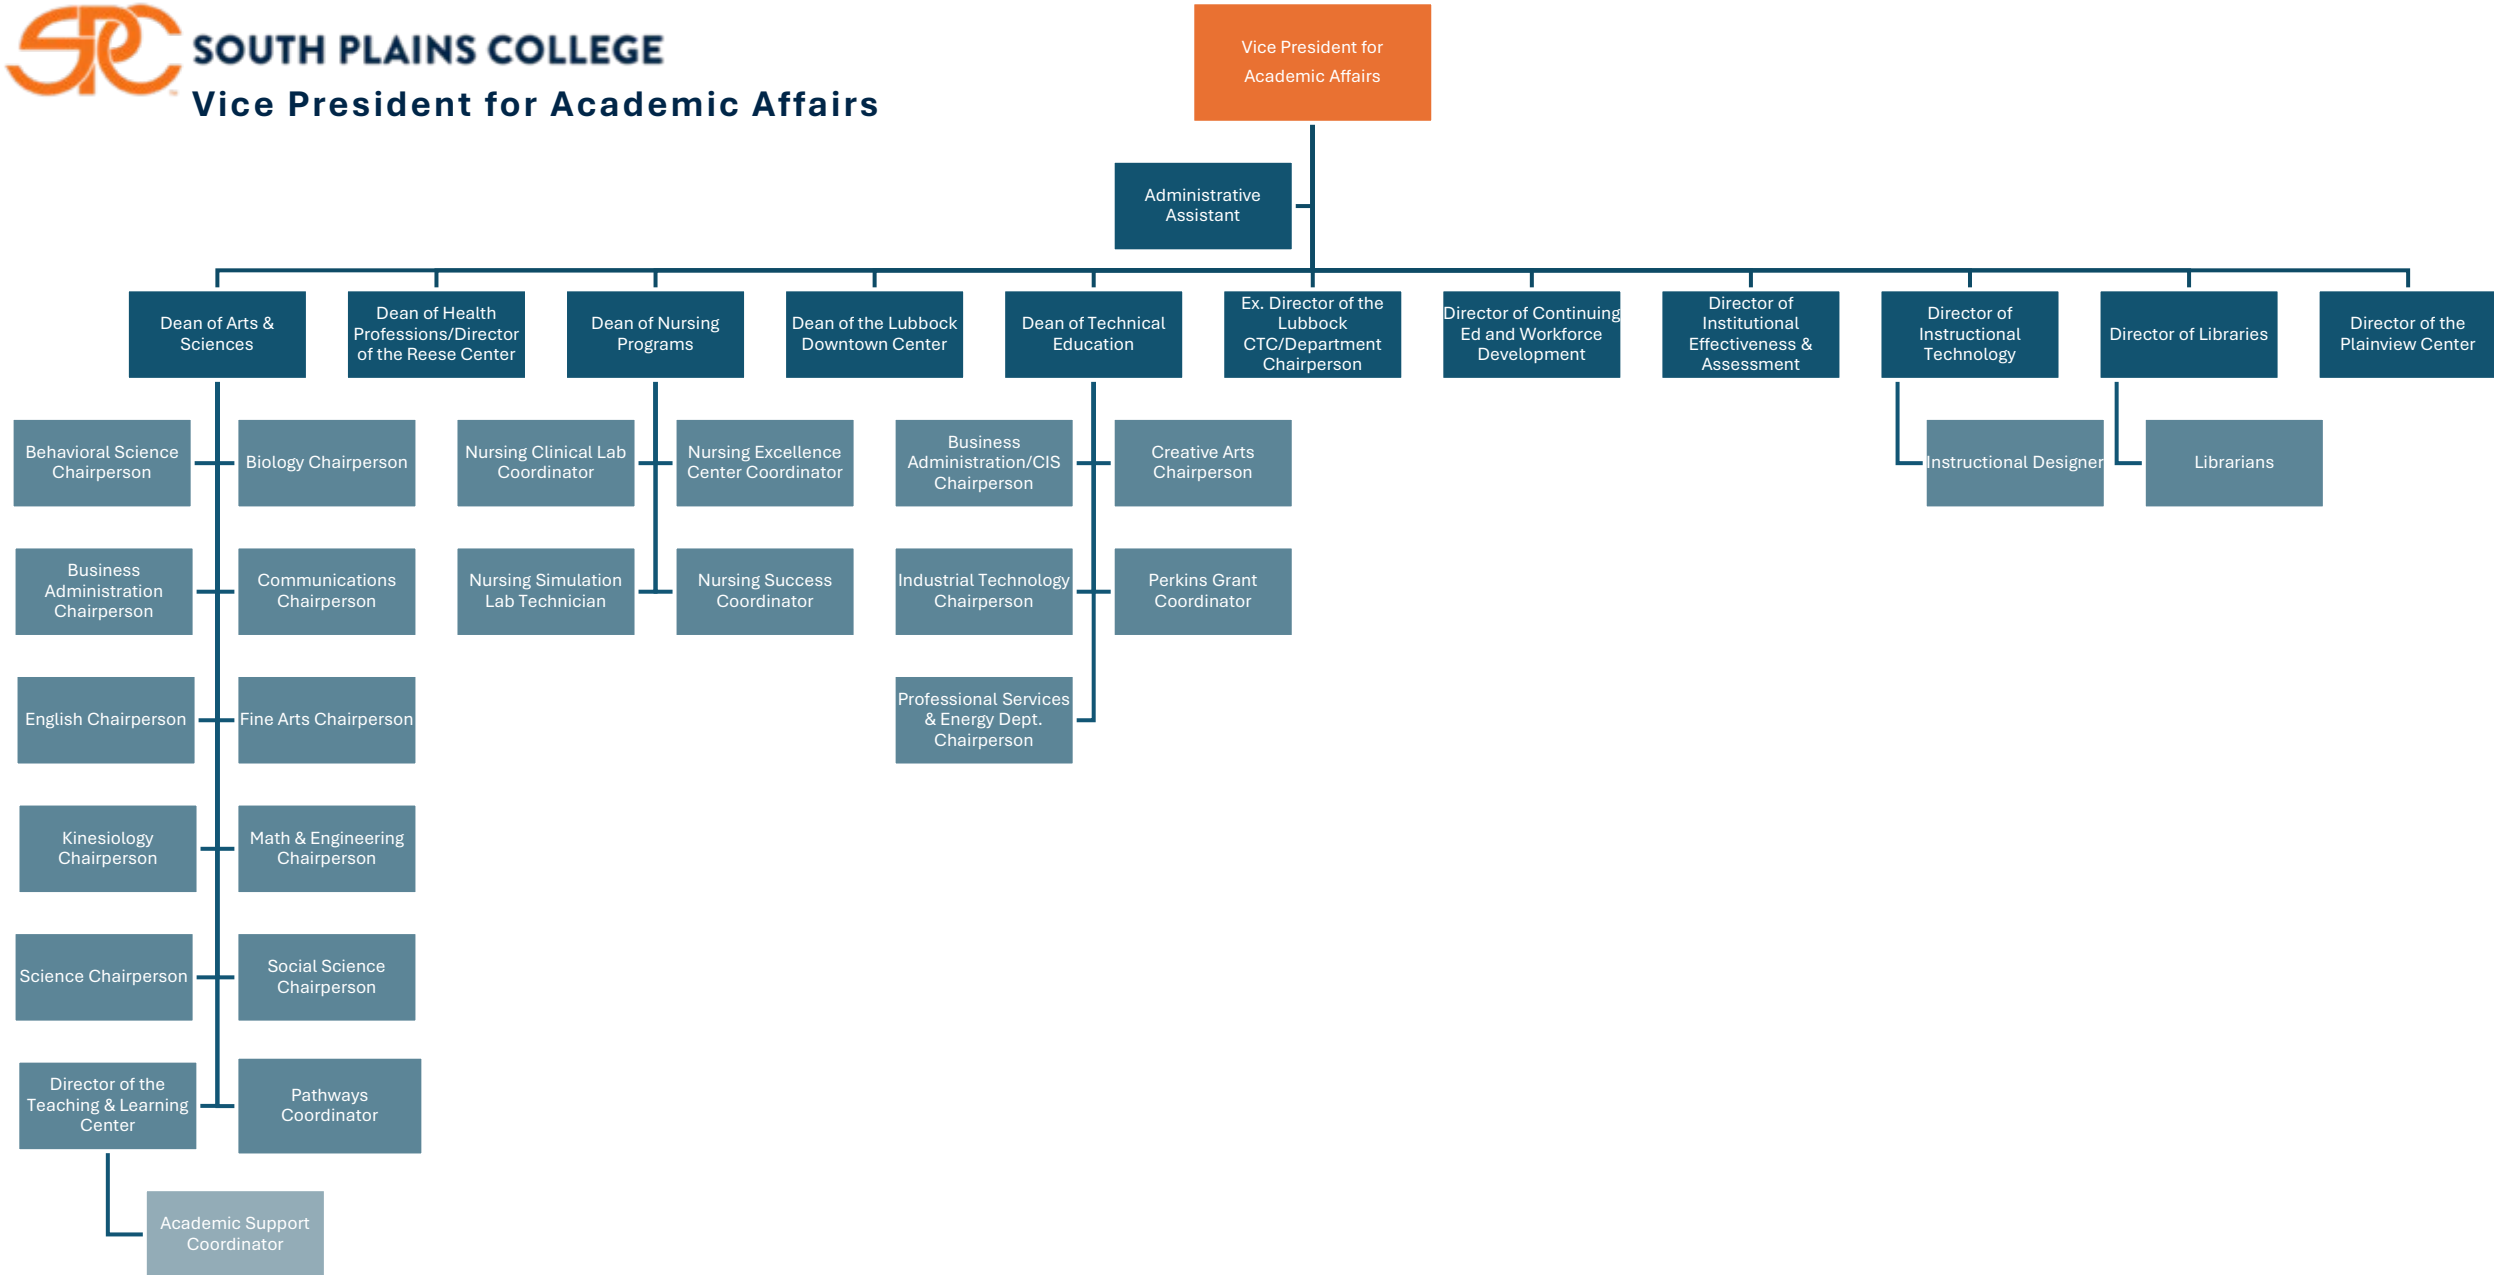 SPC
SOUTH PLAINS COLLEGE
Vice President for Academic Affairs
Vice President for
Academic Affairs
Administrative
Assistant
Dean of Arts &
Sciences
Dean of Health
Professions/Director
of the Reese Center
Dean of Nursing
Programs
Dean of the Lubbock
Downtown Center
Dean of Technical
Education
Ex. Director of the
Lubbock
CTC/Department
Chairperson
Director of Continuing
Ed and Workforce
Development
Director of
Institutional
Effectiveness &
Assessment
Director of
Instructional
Technology
Director of Libraries
Director of the
Plainview Center
Behavioral Science
Chairperson
Biology Chairperson
Nursing Clinical Lab
Coordinator
Nursing Excellence
Center Coordinator
Business
Administration/CIS
Chairperson
Creative Arts
Chairperson
Instructional Designer
Librarians
Business
Administration
Chairperson
Communications
Chairperson
Nursing Simulation
Lab Technician
Nursing Success
Coordinator
Industrial Technology
Chairperson
Perkins Grant
Coordinator
English Chairperson
Fine Arts Chairperson
Professional Services
& Energy Dept.
Chairperson
Kinesiology
Chairperson
Math & Engineering
Chairperson
Science Chairperson
Social Science
Chairperson
Director of the
Teaching & Learning
Center
Pathways
Coordinator
Academic Support
Coordinator